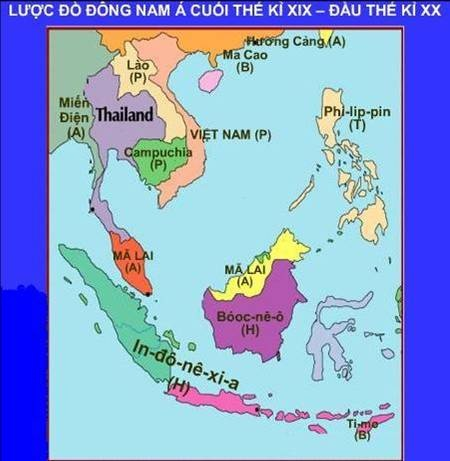 LƯỢC ĐỒ ĐÔNG NAM Á CUỐI THẾ KỈ XIX – ĐẦU THẾ KỈ XX
Hương Cảng (A)
Ma Cao
(B)
Lào
(P)
Miến
Điện
(A)
Thailand
Phi-lip-pin
(T)
VIỆT NAM (P)
Campuchia
(P)
MÃ LAI
(A)
MÃ LAI
(A)
Bóoc-nê-ô
(H)
In-đô-nê-xi-a
(H)
Ti-mo
(B)